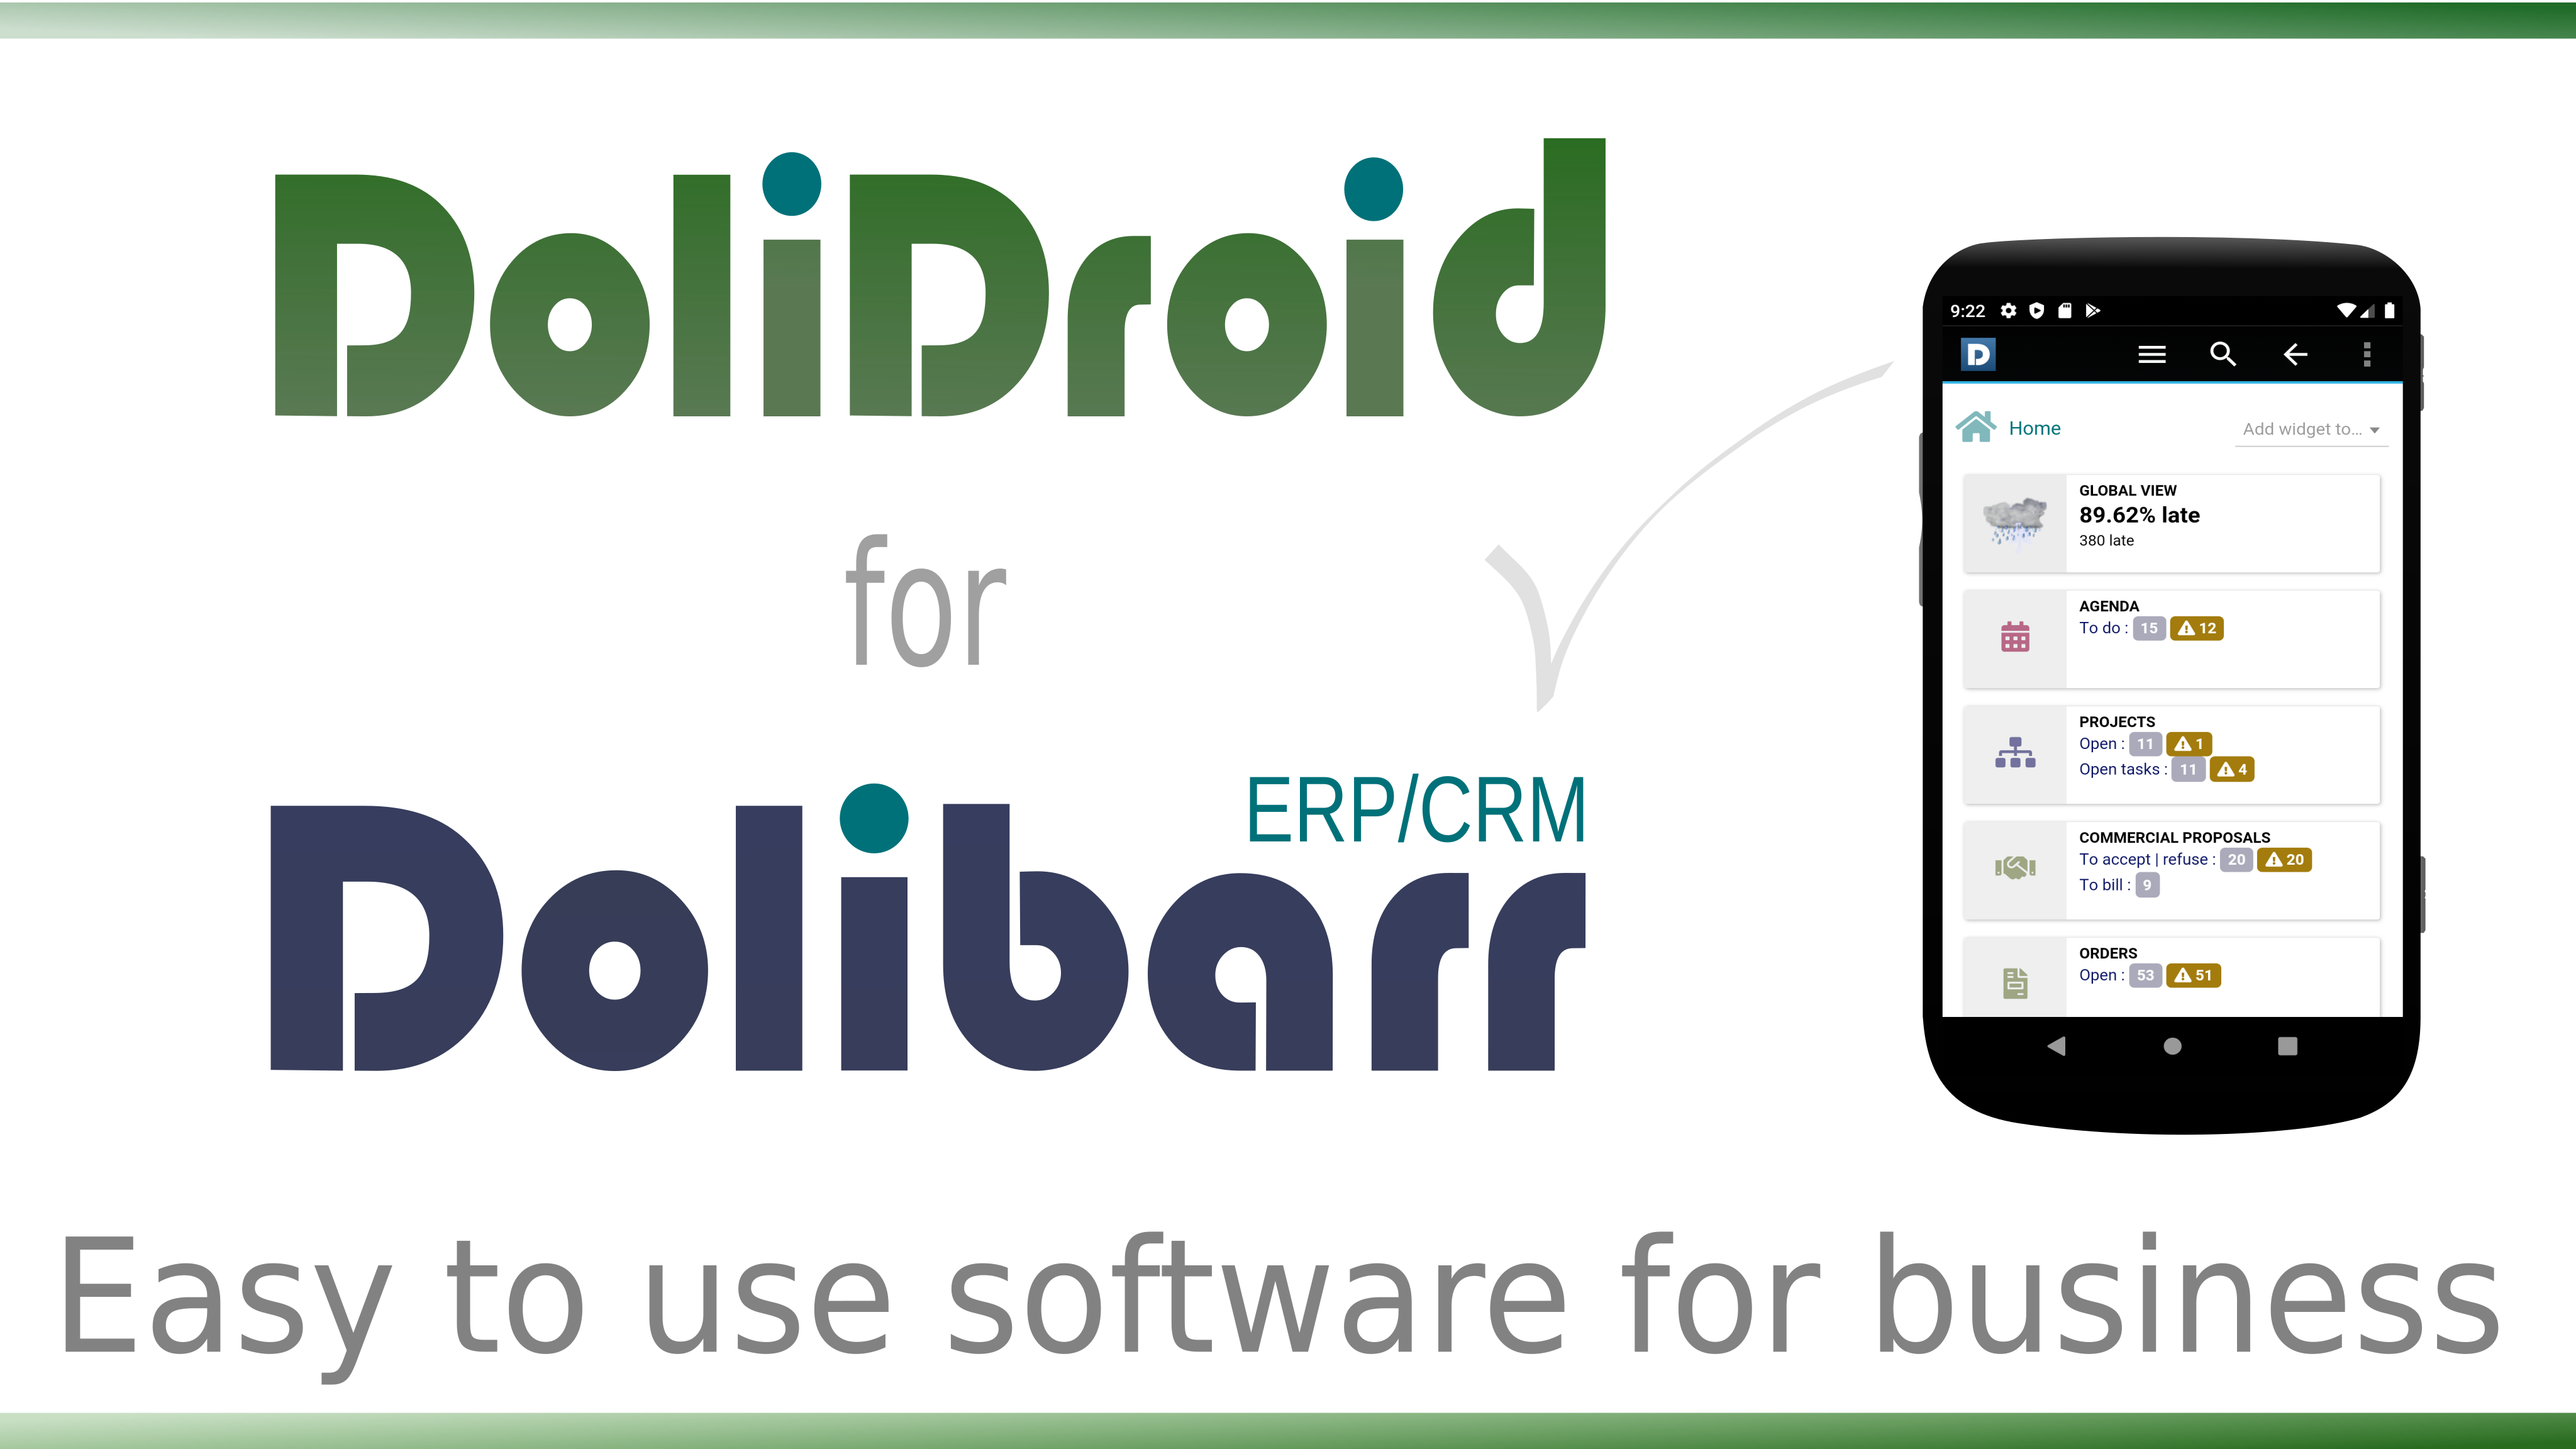 DoliDroid
for
Dolibarr
ERP/CRM
9:22
D
Home
Add widget to...
GLOBAL VIEW
89.62% late
380 late
AGENDA
To do : 15 12
PROJECTS
Open : 11 1
Open tasks : 11 4
COMMERCIAL PROPOSALS
To accept | refuse : 20 20
To bill : 9
ORDERS
Open : 53 51
Easy to use software for business